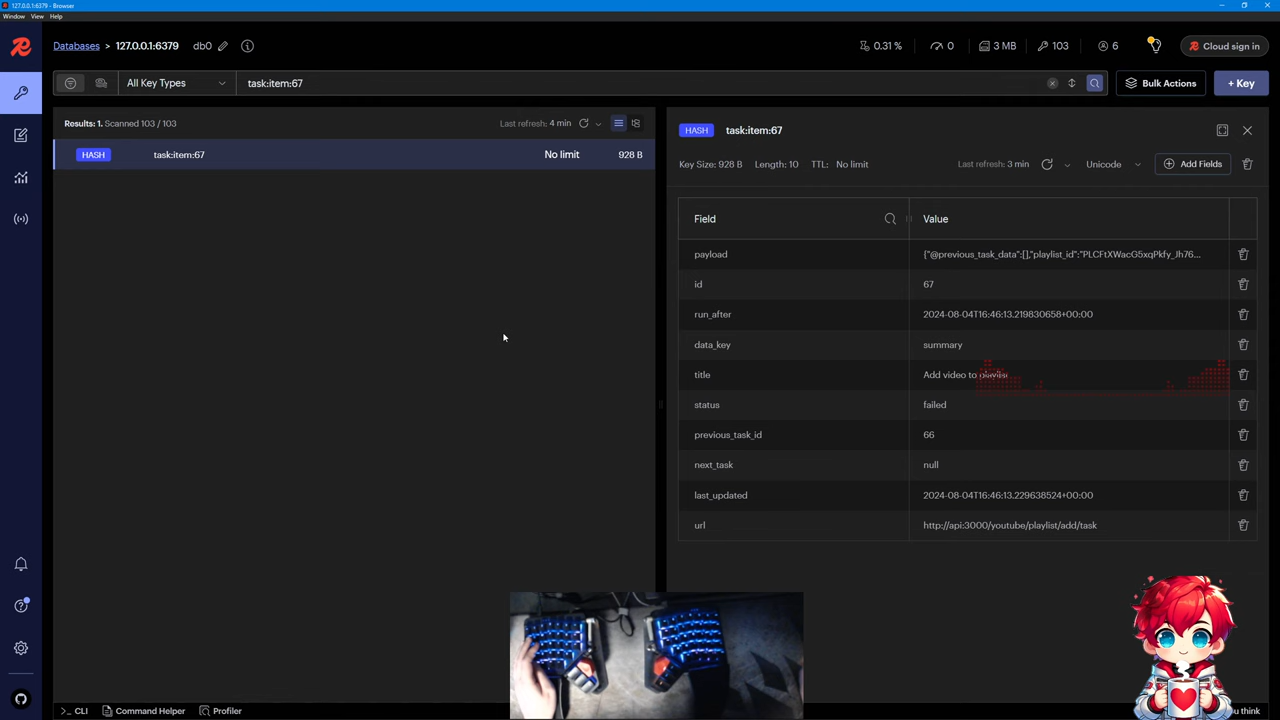 127.0.0.1:6379 - Browser
Window View Help
Databases > 127.0.0.1:6379 db0
0.31 % 0 3 MB 103 6 Cloud sign in
All Key Types task:item:67 Bulk Actions + Key
Results: 1. Scanned 103 / 103 Last refresh: 4 min
HASH task:item:67 No limit 928 B
HASH task:item:67
Key Size: 928 B Length: 10 TTL: No limit Last refresh: 3 min Unicode Add Fields
Field Value
payload {"@previous_task_data":[],"playlist_id":"PLCFtXWacG5xqPkfy_Jh76...
id 67
run_after 2024-08-04T16:46:13.219830658+00:00
data_key summary
title Add video to playlist
status failed
previous_task_id 66
next_task null
last_updated 2024-08-04T16:46:13.229638524+00:00
url http://api:3000/youtube/playlist/add/task
>_ CLI Command Helper Profiler
u think